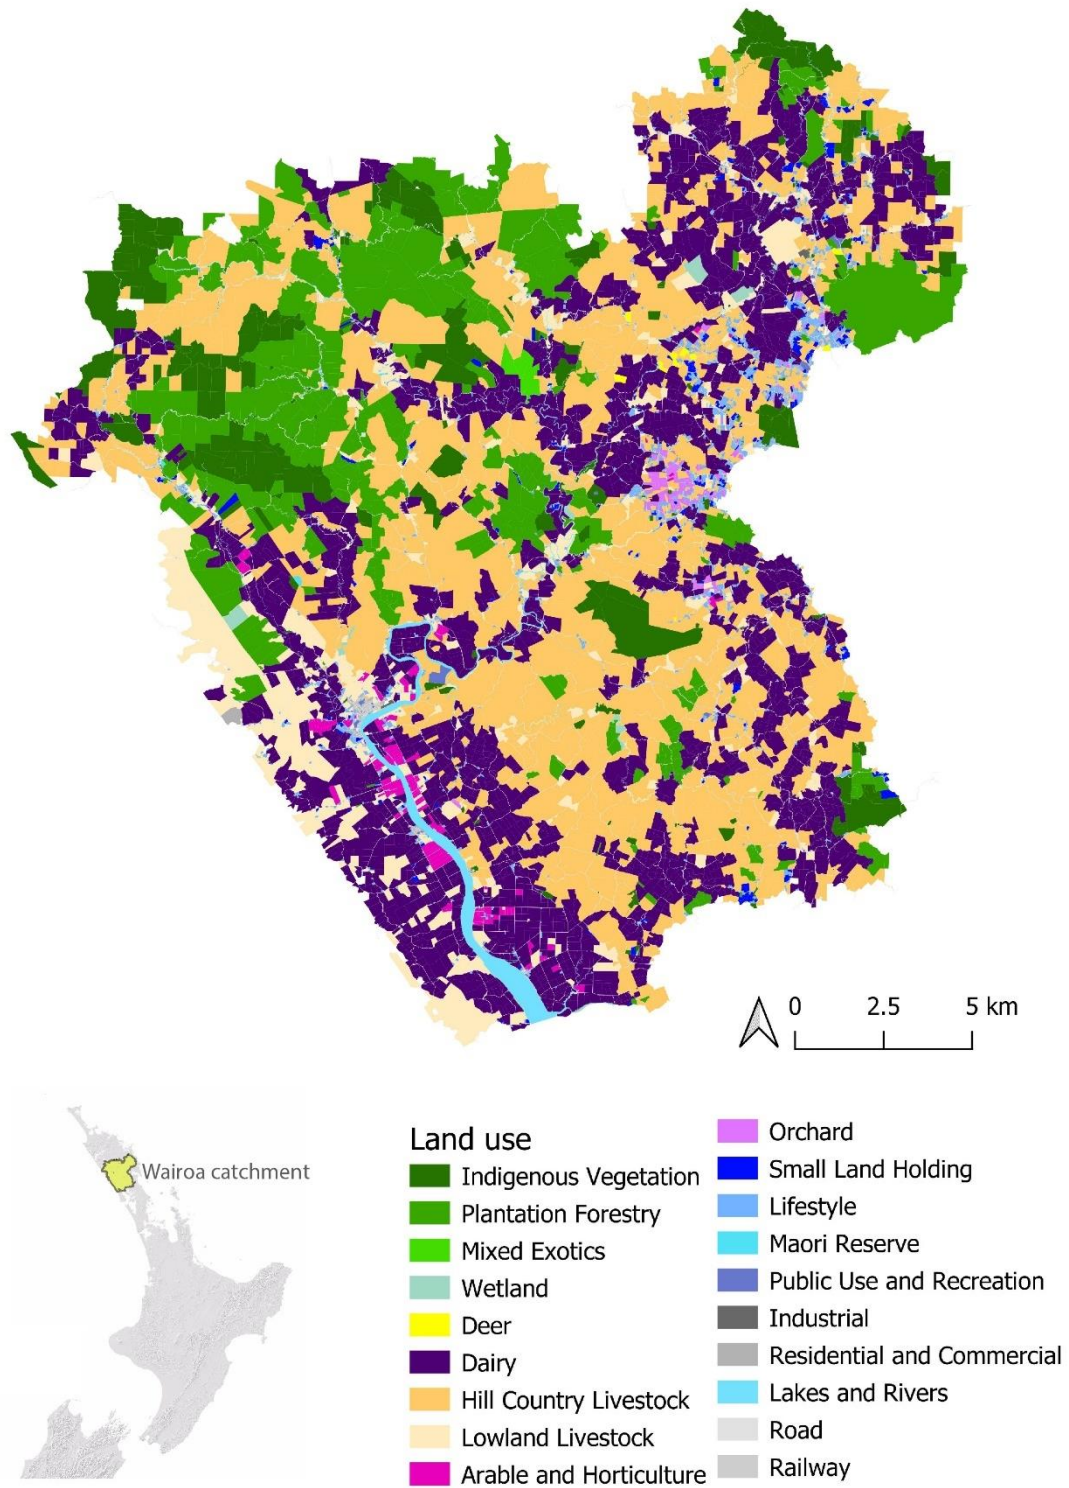 0 2.5 5 km
Wairoa catchment
Land use
Indigenous Vegetation
Plantation Forestry
Mixed Exotics
Wetland
Deer
Dairy
Hill Country Livestock
Lowland Livestock
Arable and Horticulture
Orchard
Small Land Holding
Lifestyle
Maori Reserve
Public Use and Recreation
Industrial
Residential and Commercial
Lakes and Rivers
Road
Railway